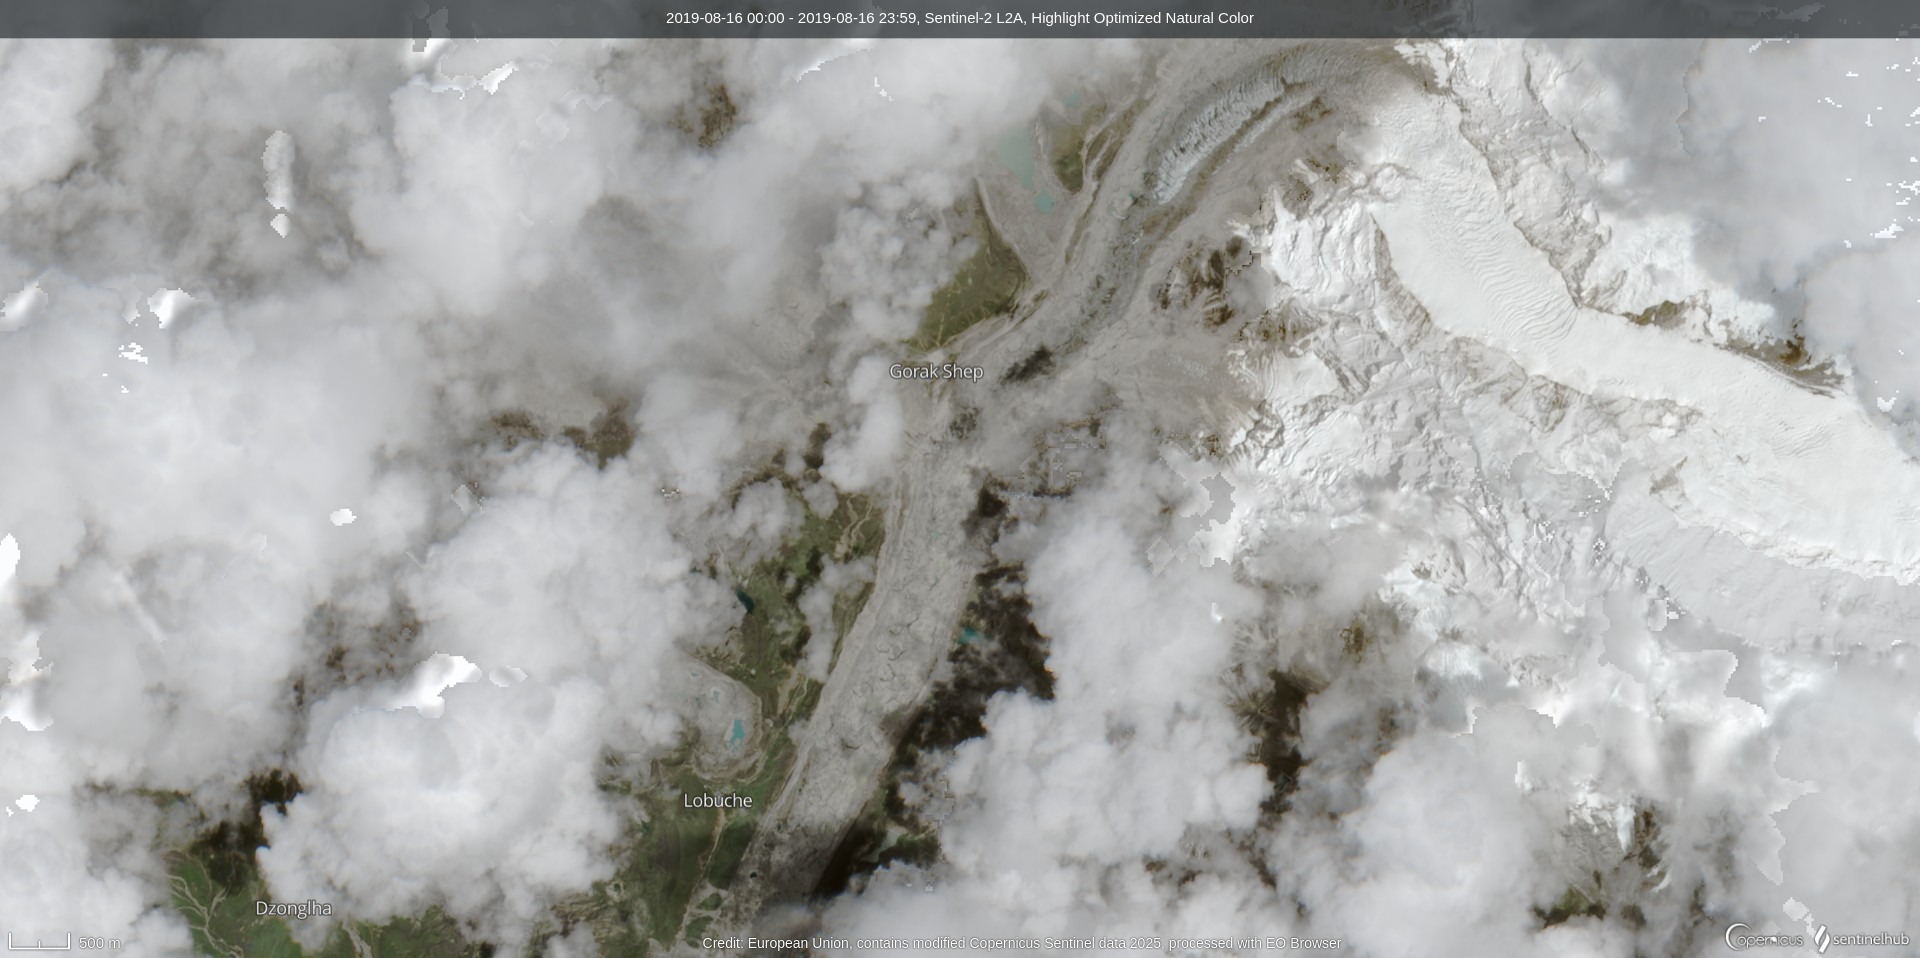 2019-08-16 00:00 - 2019-08-16 23:59, Sentinel-2 L2A, Highlight Optimized Natural Color
Gorak Shep
Lobuche
Dzonglha
500 m
Credit: European Union, contains modified Copernicus Sentinel data 2025, processed with EO Browser
Copernicus
sentinelhub